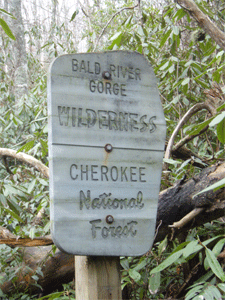 BALD RIVER
GORGE
WILDERNESS
CHEROKEE
National
Forest